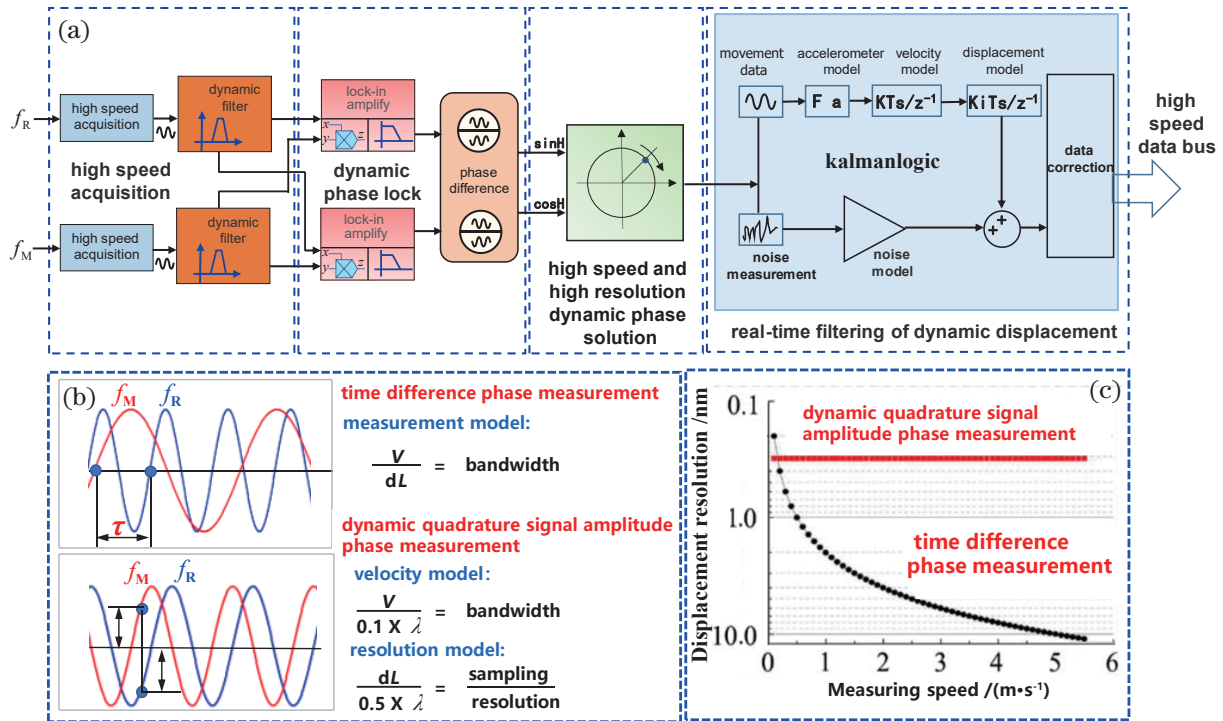 (a)
f_R
high speed
acquisition
dynamic
filter
high speed
acquisition
f_M
high speed
acquisition
dynamic
filter
lock-in
amplify
x
y
z
dynamic
phase lock
lock-in
amplify
x
y
z
phase
difference
sinH
cosH
high speed and
high resolution
dynamic phase
solution
movement
data
accelerometer
model
velocity
model
displacement
model
F a
KTs/z⁻¹
KiTs/z⁻¹
kalmanlogic
noise
measurement
noise
model
+
+
data
correction
real-time filtering of dynamic displacement
high
speed
data bus
(b)
f_M
f_R
τ
time difference phase measurement
measurement model:
V
dL
= bandwidth
f_M
f_R
dynamic quadrature signal amplitude
phase measurement
velocity model:
V
0.1 X λ
= bandwidth
resolution model:
dL
0.5 X λ
=
sampling
resolution
(c)
Displacement resolution /nm
0.1
1.0
10.0
dynamic quadrature signal
amplitude phase measurement
time difference
phase measurement
0 1 2 3 4 5 6
Measuring speed /(m•s⁻¹)